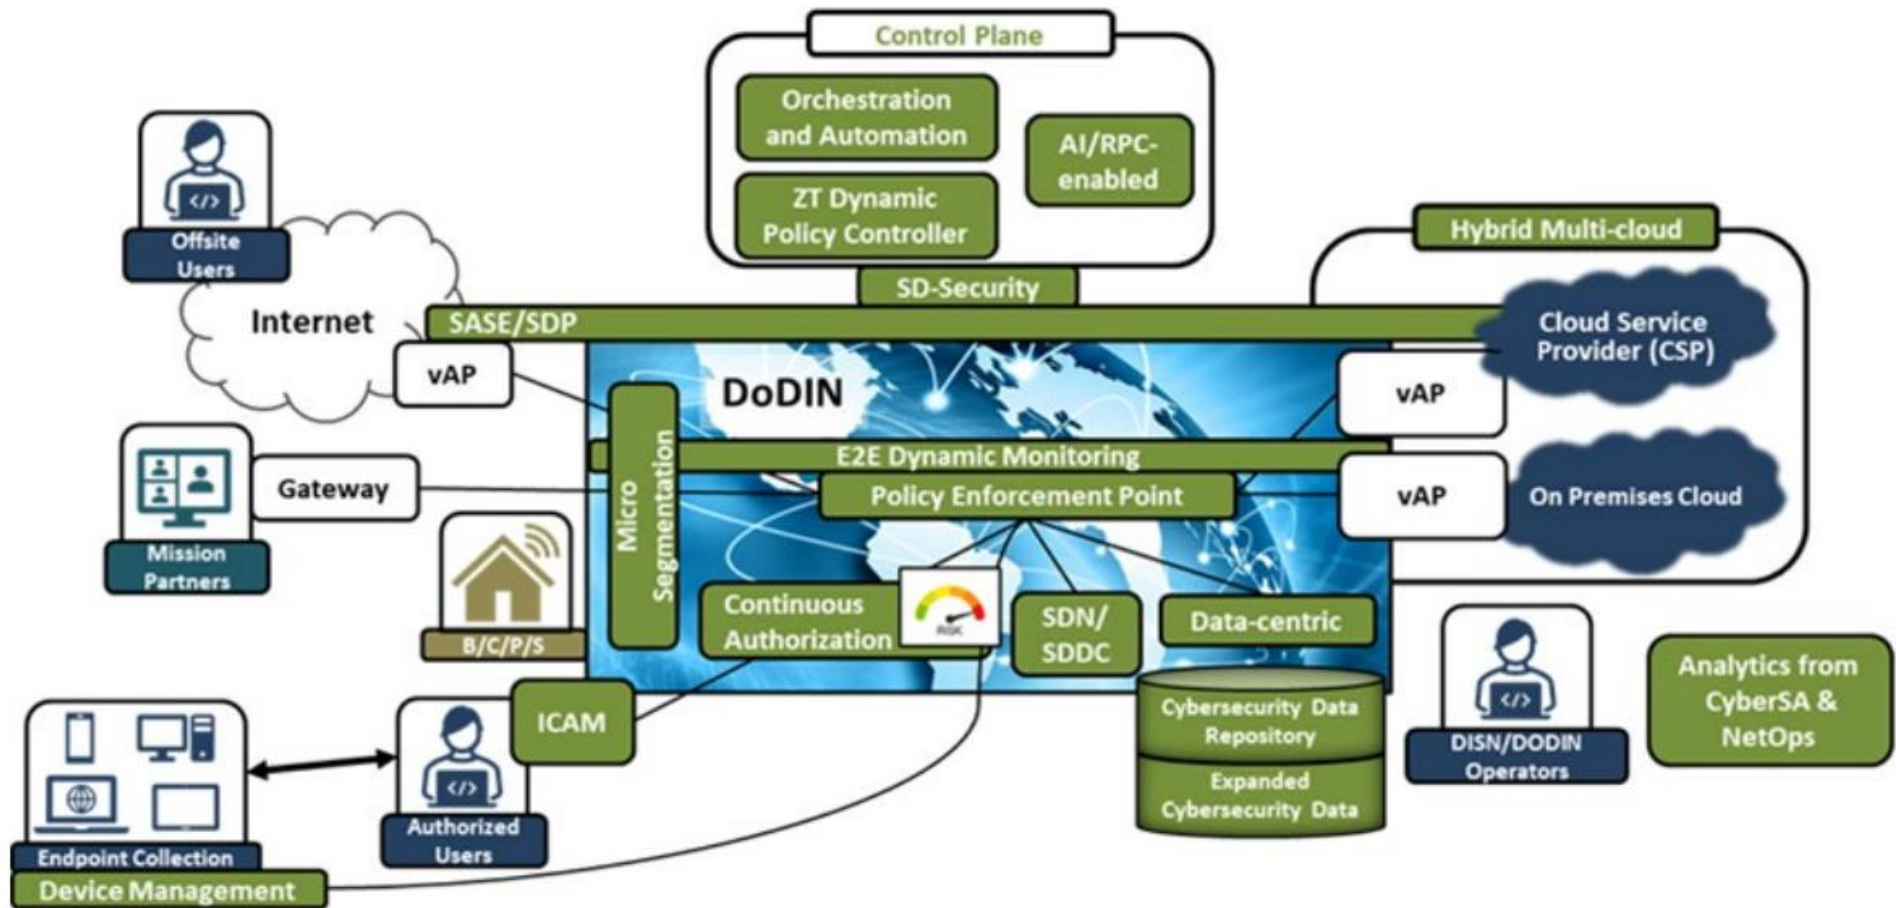 Control Plane
Orchestration
and Automation
AI/RPC-
enabled
ZT Dynamic
Policy Controller
SD-Security
Offsite
Users
Internet
SASE/SDP
vAP
Hybrid Multi-cloud
Cloud Service
Provider (CSP)
vAP
DoDIN
E2E Dynamic Monitoring
Policy Enforcement Point
vAP
On Premises Cloud
Gateway
Mission
Partners
Micro
Segmentation
B/C/P/S
Continuous
Authorization
RISK
SDN/
SDDC
Data-centric
ICAM
</>
Authorized
Users
Endpoint Collection
Device Management
Cybersecurity Data
Repository
Expanded
Cybersecurity Data
</>
DISN/DODIN
Operators
Analytics from
CyberSA &
NetOps
</>